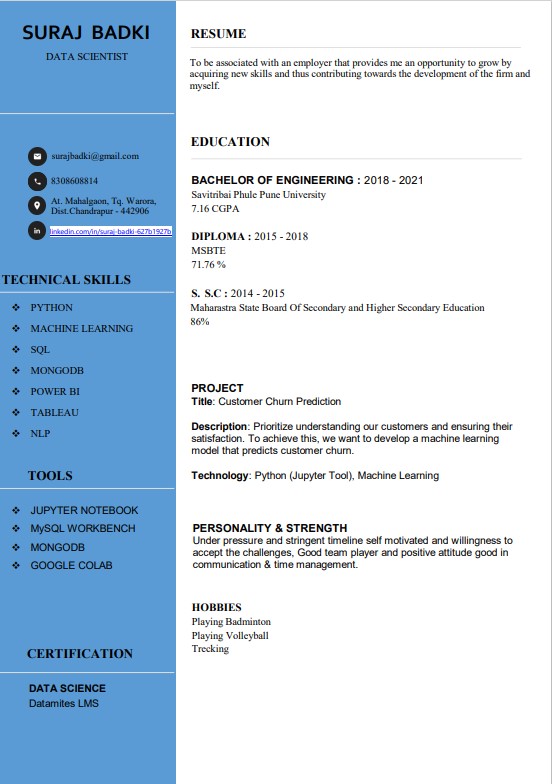 SURAJ BADKI
DATA SCIENTIST
surajbadki@gmail.com
8308608814
At. Mahalgaon, Tq. Warora,
Dist.Chandrapur - 442906
linkedin.com/in/suraj-badki-627b1927b
TECHNICAL SKILLS
❖ PYTHON
❖ MACHINE LEARNING
❖ SQL
❖ MONGODB
❖ POWER BI
❖ TABLEAU
❖ NLP
TOOLS
❖ JUPYTER NOTEBOOK
❖ MySQL WORKBENCH
❖ MONGODB
❖ GOOGLE COLAB
CERTIFICATION
DATA SCIENCE
Datamites LMS
RESUME
To be associated with an employer that provides me an opportunity to grow by
acquiring new skills and thus contributing towards the development of the firm and
myself.
EDUCATION
BACHELOR OF ENGINEERING : 2018 - 2021
Savitribai Phule Pune University
7.16 CGPA
DIPLOMA : 2015 - 2018
MSBTE
71.76 %
S. S.C : 2014 - 2015
Maharastra State Board Of Secondary and Higher Secondary Education
86%
PROJECT
Title: Customer Churn Prediction
Description: Prioritize understanding our customers and ensuring their
satisfaction. To achieve this, we want to develop a machine learning
model that predicts customer churn.
Technology: Python (Jupyter Tool), Machine Learning
PERSONALITY & STRENGTH
Under pressure and stringent timeline self motivated and willingness to
accept the challenges, Good team player and positive attitude good in
communication & time management.
HOBBIES
Playing Badminton
Playing Volleyball
Trecking